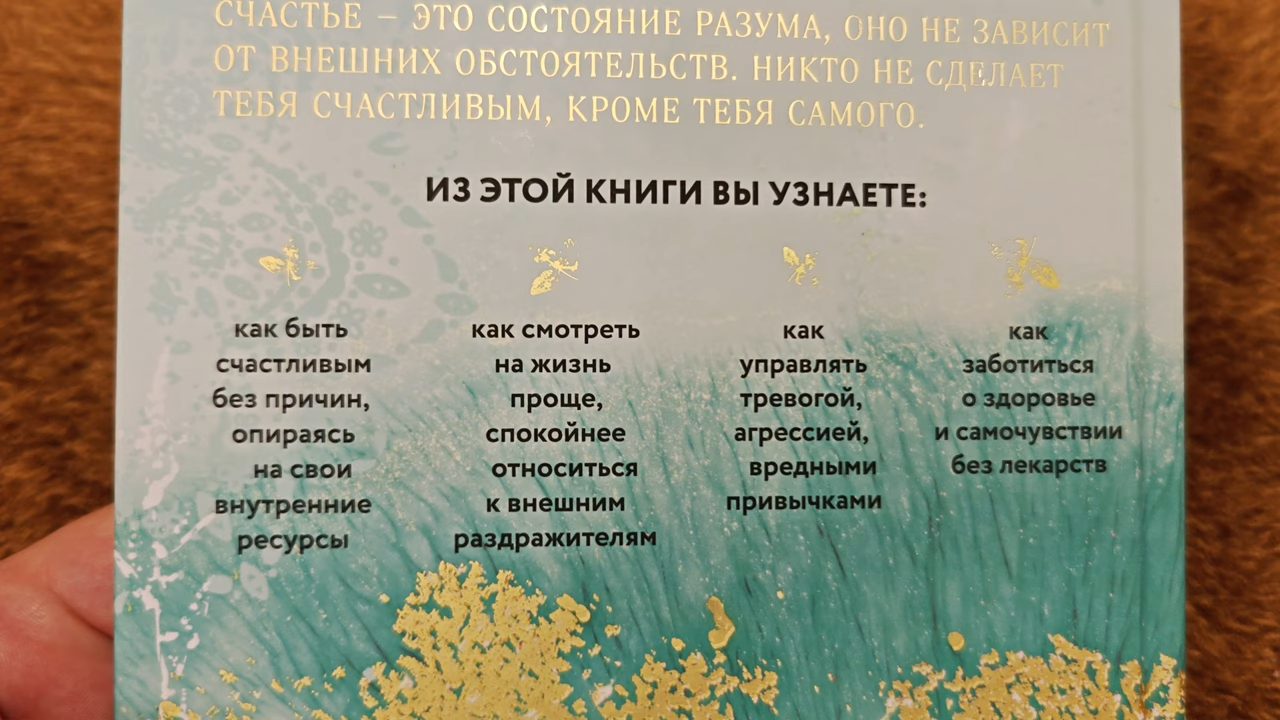 СЧАСТЬЕ – ЭТО СОСТОЯНИЕ РАЗУМА, ОНО НЕ ЗАВИСИТ
ОТ ВНЕШНИХ ОБСТОЯТЕЛЬСТВ. НИКТО НЕ СДЕЛАЕТ
ТЕБЯ СЧАСТЛИВЫМ, КРОМЕ ТЕБЯ САМОГО.
ИЗ ЭТОЙ КНИГИ ВЫ УЗНАЕТЕ:
как быть
счастливым
без причин,
опираясь
на свои
внутренние
ресурсы
как смотреть
на жизнь
проще,
спокойнее
относиться
к внешним
раздражителям
как
управлять
тревогой,
агрессией,
вредными
привычками
как
заботиться
о здоровье
и самочувствии
без лекарств